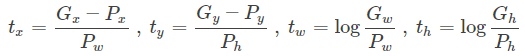 t_x = \frac{G_x - P_x}{P_w} , t_y = \frac{G_y - P_y}{P_h} , t_w = \log \frac{G_w}{P_w} , t_h = \log \frac{G_h}{P_h}